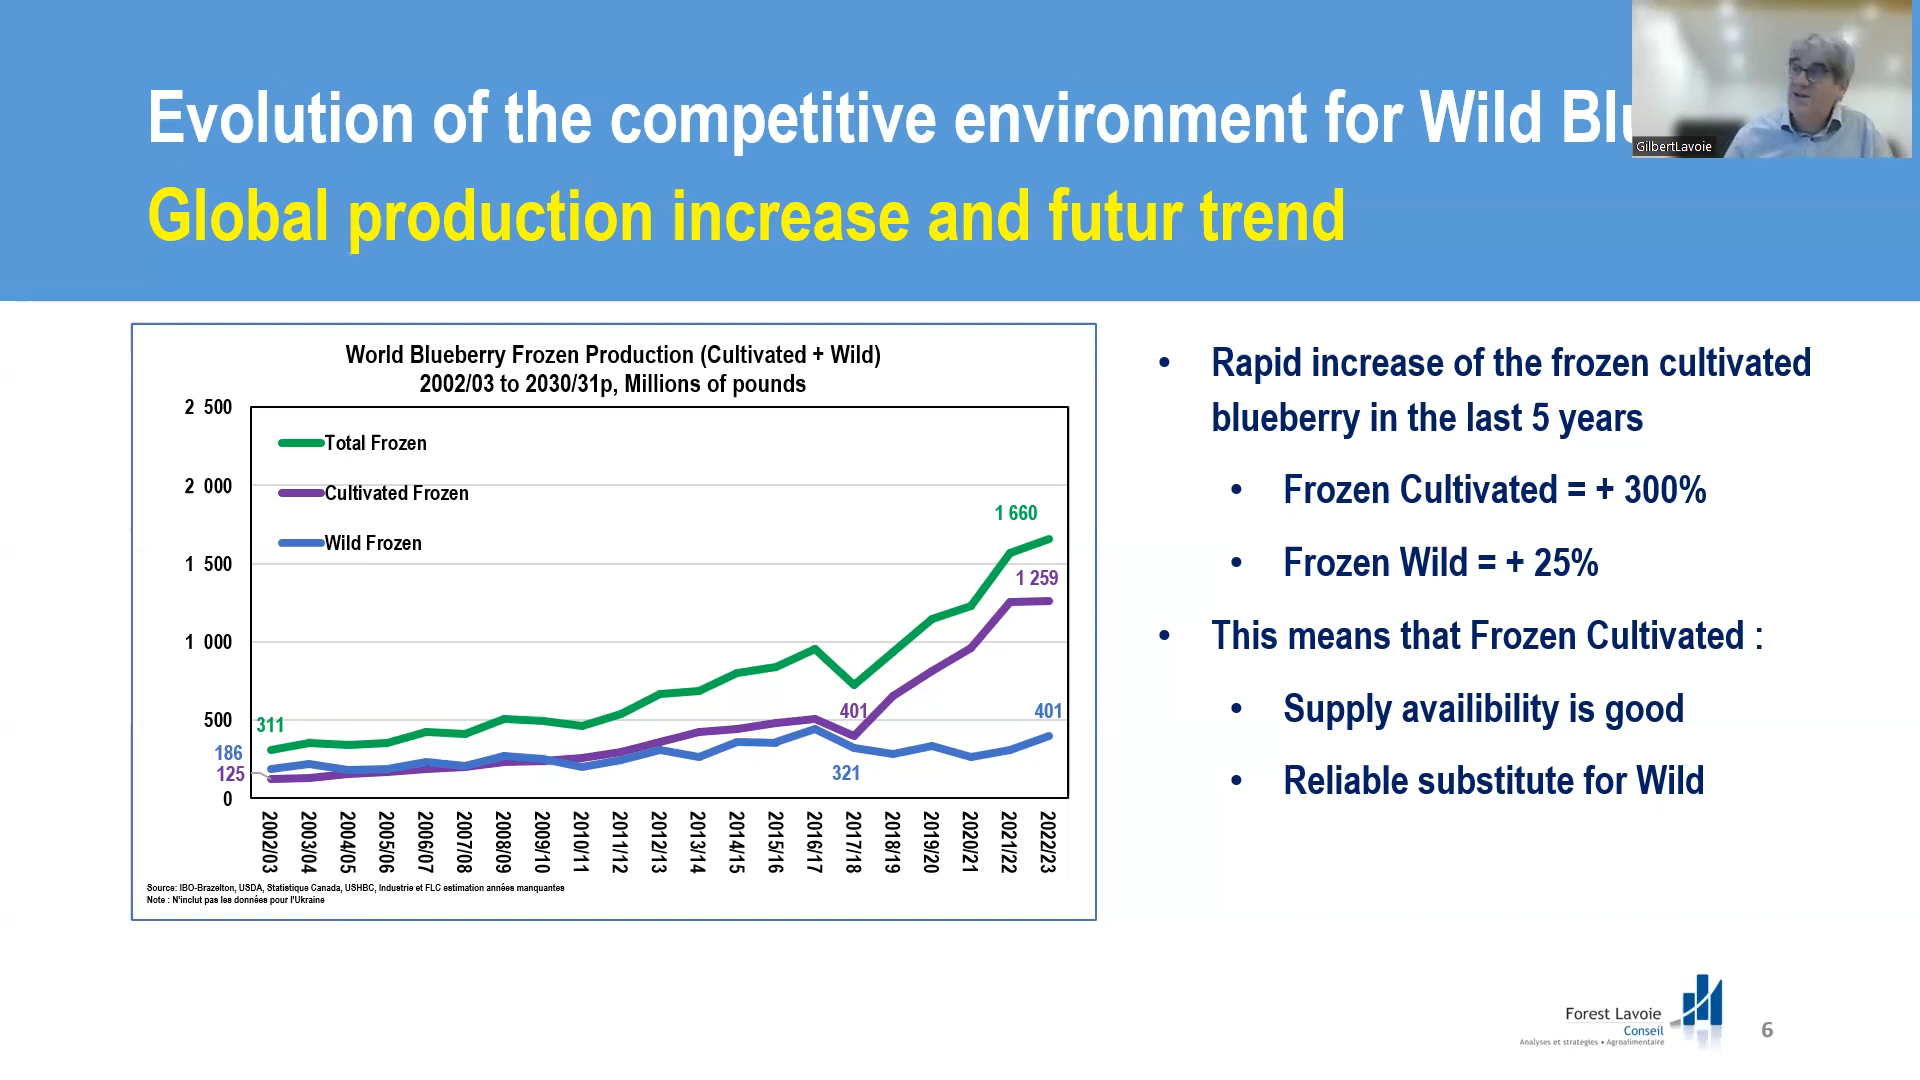 Evolution of the competitive environment for Wild Blu
Global production increase and futur trend
GilbertLavoie
World Blueberry Frozen Production (Cultivated + Wild)
2002/03 to 2030/31p, Millions of pounds
2 500
2 000
1 500
1 000
500
0
Total Frozen
Cultivated Frozen
Wild Frozen
311
186
125
401
321
1 660
1 259
401
2002/03
2003/04
2004/05
2005/06
2006/07
2007/08
2008/09
2009/10
2010/11
2011/12
2012/13
2013/14
2014/15
2015/16
2016/17
2017/18
2018/19
2019/20
2020/21
2021/22
2022/23
Source: IBO-Brazelton, USDA, Statistique Canada, USHBC, Industrie et FLC estimation années manquantes
Note : N'inclut pas les données pour l'Ukraine
• Rapid increase of the frozen cultivated
blueberry in the last 5 years
• Frozen Cultivated = + 300%
• Frozen Wild = + 25%
• This means that Frozen Cultivated :
• Supply availibility is good
• Reliable substitute for Wild
Forest Lavoie
Conseil
Analyses et stratégies • Agroalimentaire
6